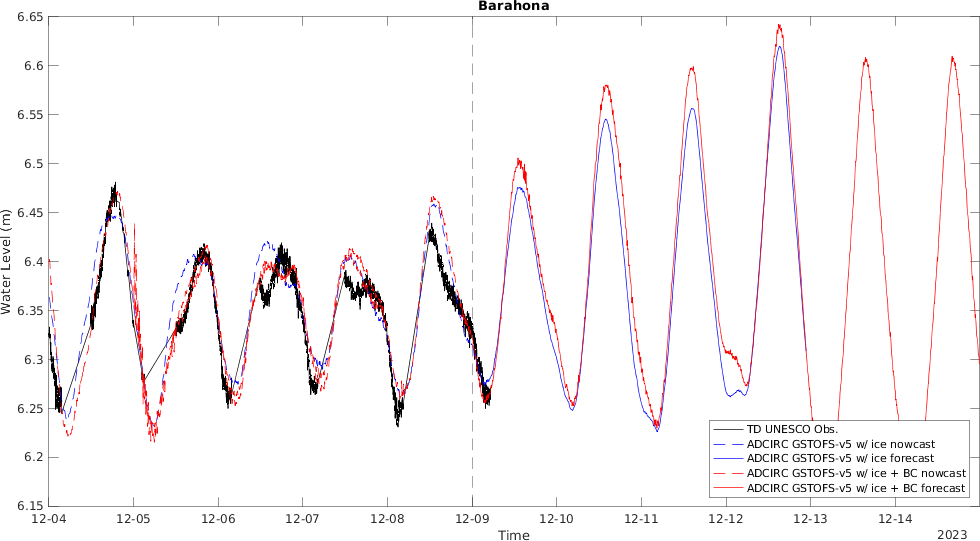 Barahona
Water Level (m)
6.65
6.6
6.55
6.5
6.45
6.4
6.35
6.3
6.25
6.2
6.15
TD UNESCO Obs.
ADCIRC GSTOFS-v5 w/ ice nowcast
ADCIRC GSTOFS-v5 w/ ice forecast
ADCIRC GSTOFS-v5 w/ ice + BC nowcast
ADCIRC GSTOFS-v5 w/ ice + BC forecast
12-04 12-05 12-06 12-07 12-08 12-09 12-10 12-11 12-12 12-13 12-14
Time
2023